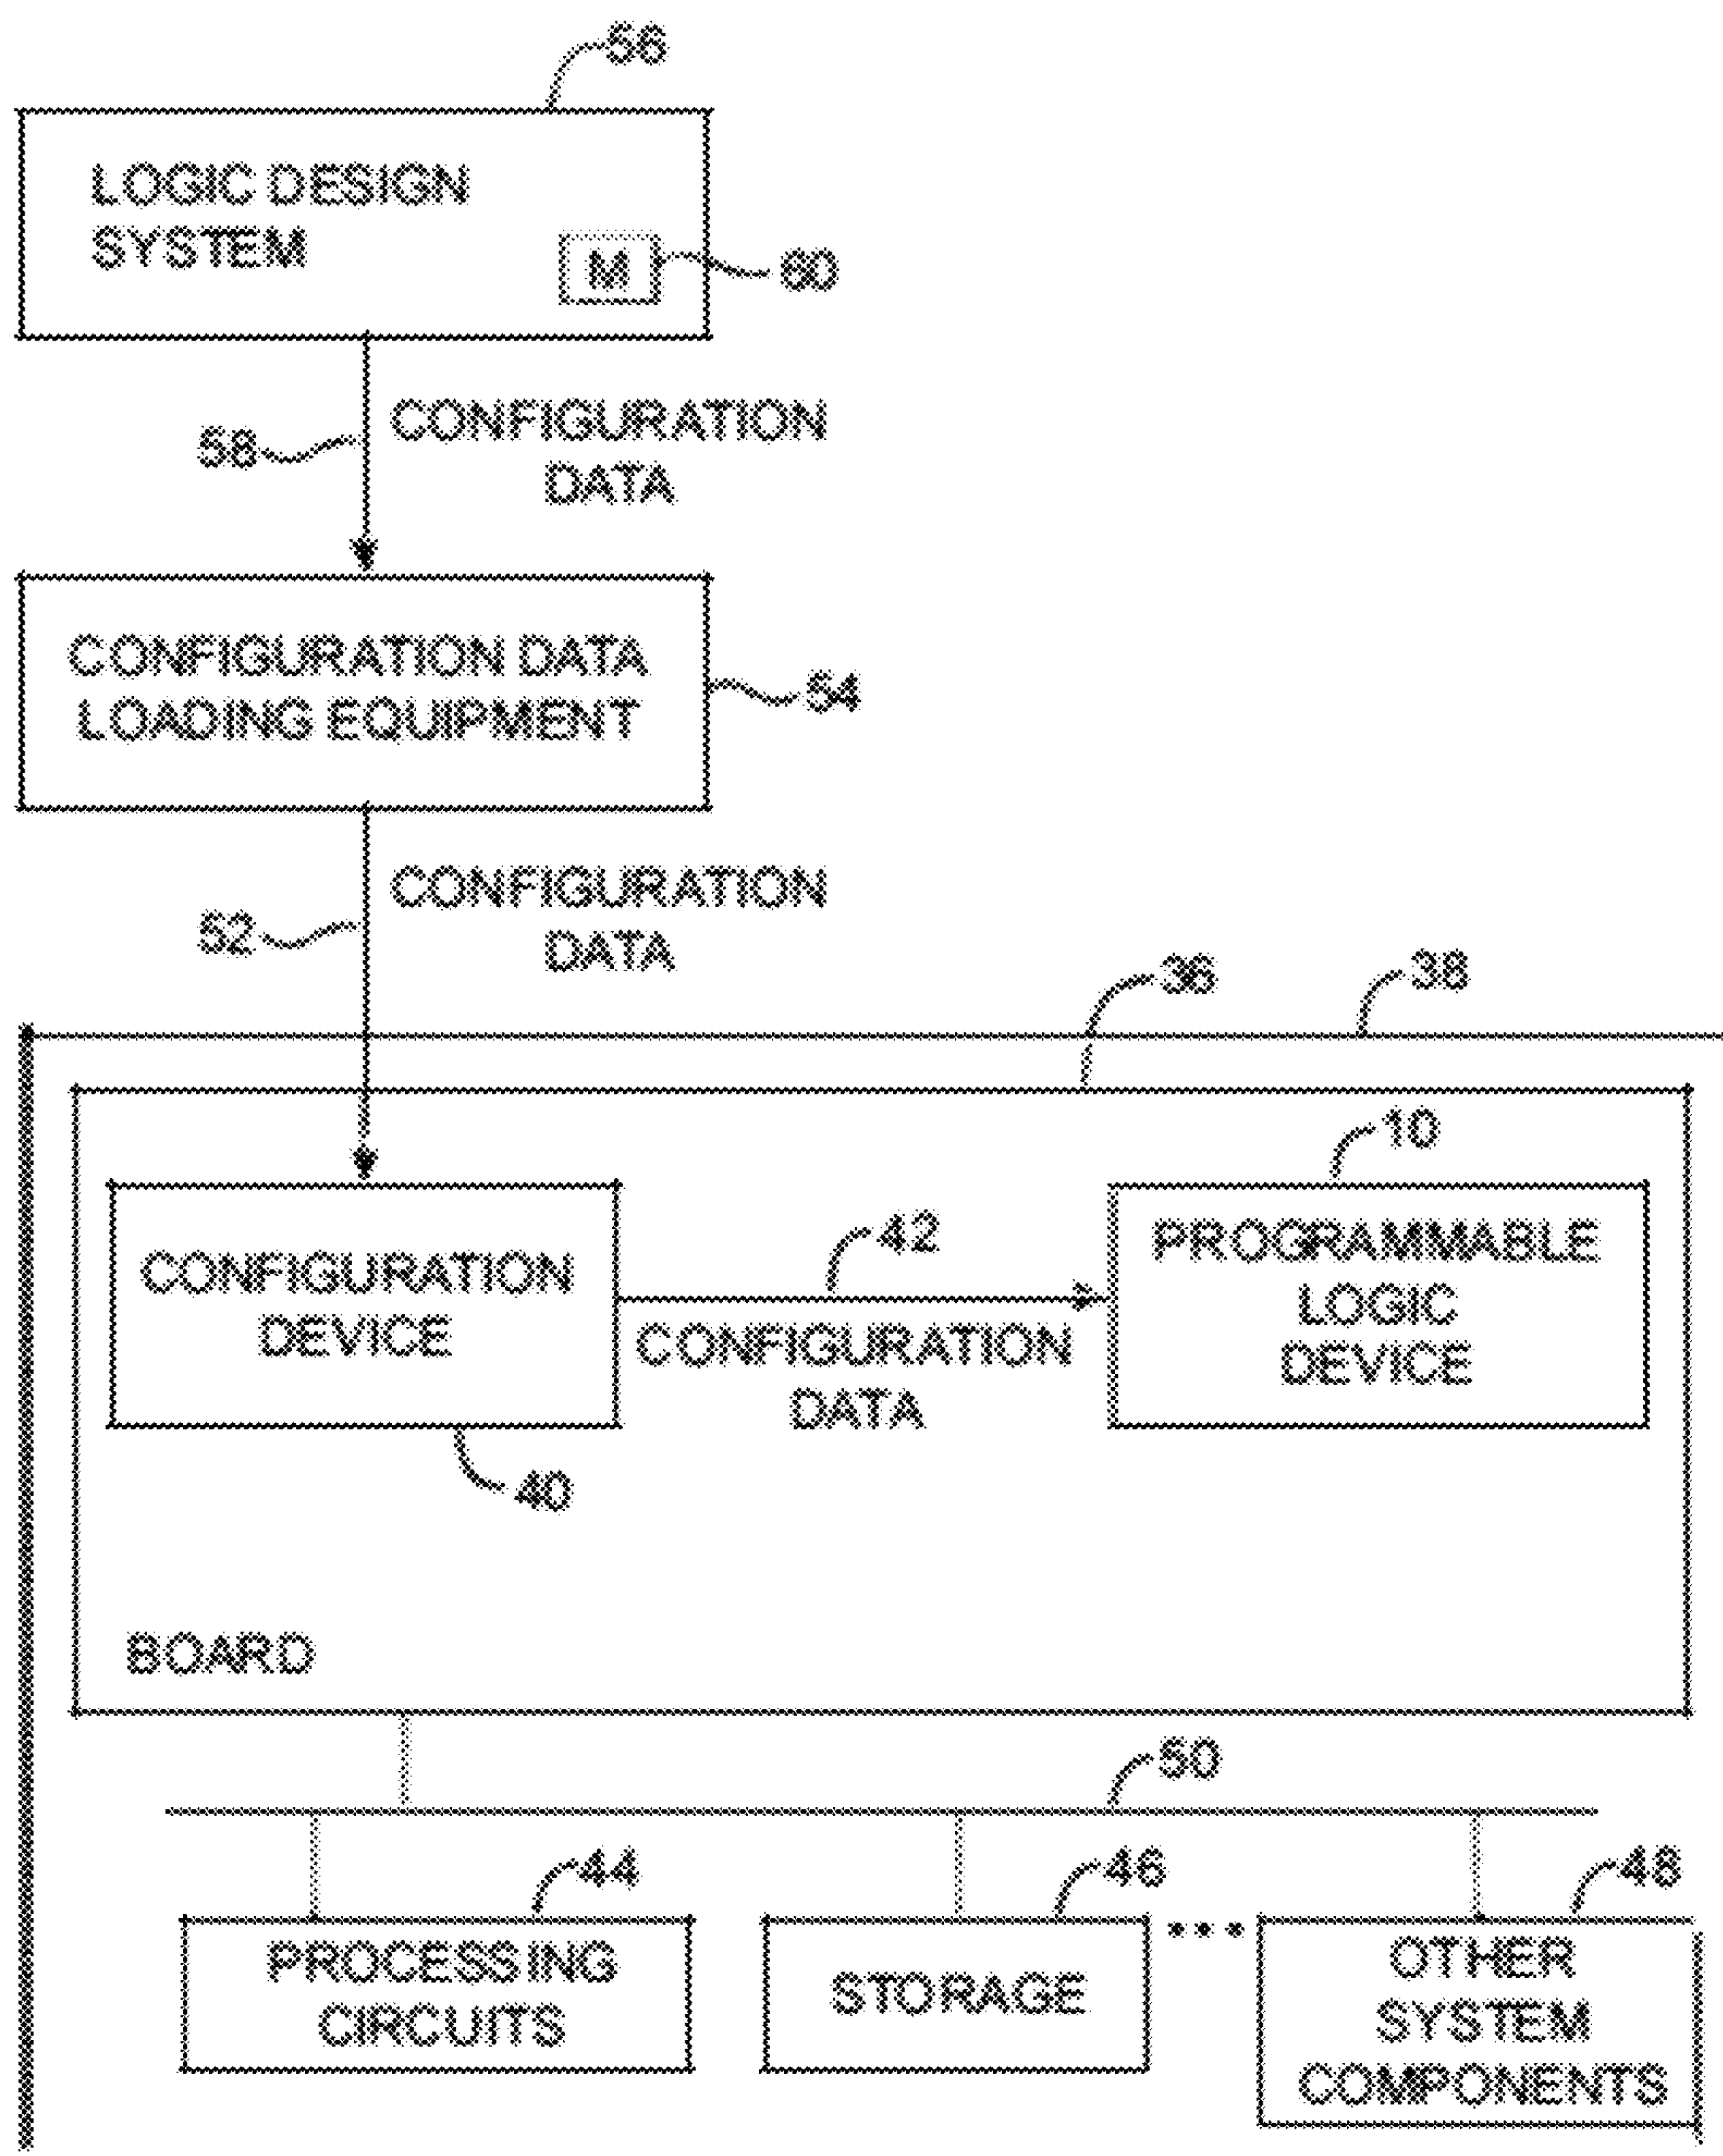 56
LOGIC DESIGN
SYSTEM
M
60
58
CONFIGURATION
DATA
CONFIGURATION DATA
LOADING EQUIPMENT
54
52
CONFIGURATION
DATA
36
38
10
CONFIGURATION
DEVICE
42
CONFIGURATION
DATA
PROGRAMMABLE
LOGIC
DEVICE
40
BOARD
50
44
46
48
PROCESSING
CIRCUITS
STORAGE
OTHER
SYSTEM
COMPONENTS